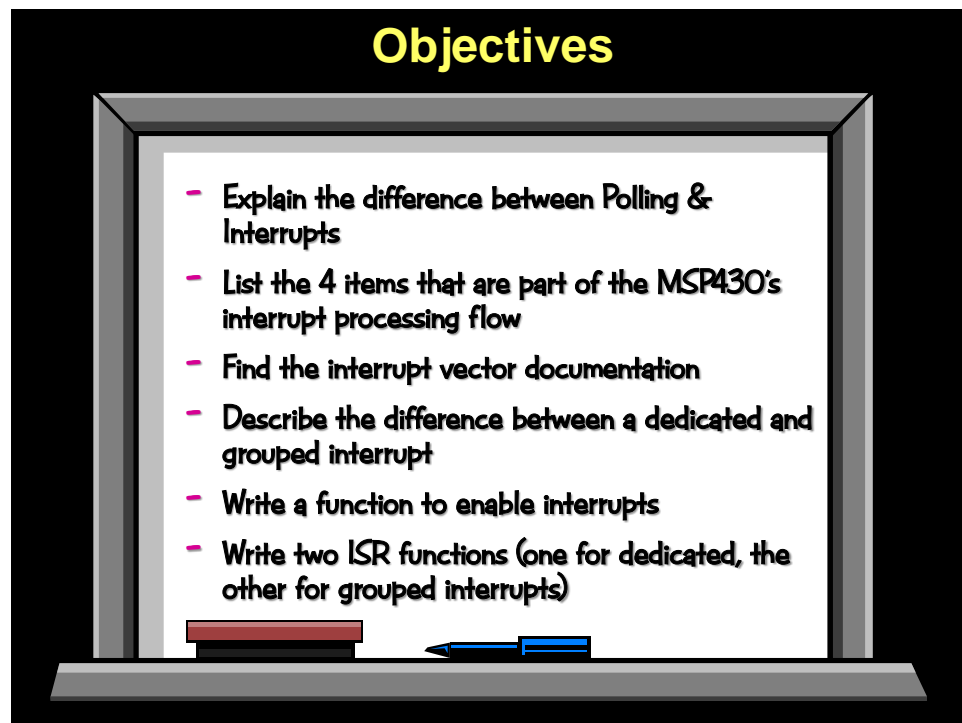 Objectives
- Explain the difference between Polling &
Interrupts
- List the 4 items that are part of the MSP430's
interrupt processing flow
- Find the interrupt vector documentation
- Describe the difference between a dedicated and
grouped interrupt
- Write a function to enable interrupts
- Write two ISR functions (one for dedicated, the
other for grouped interrupts)